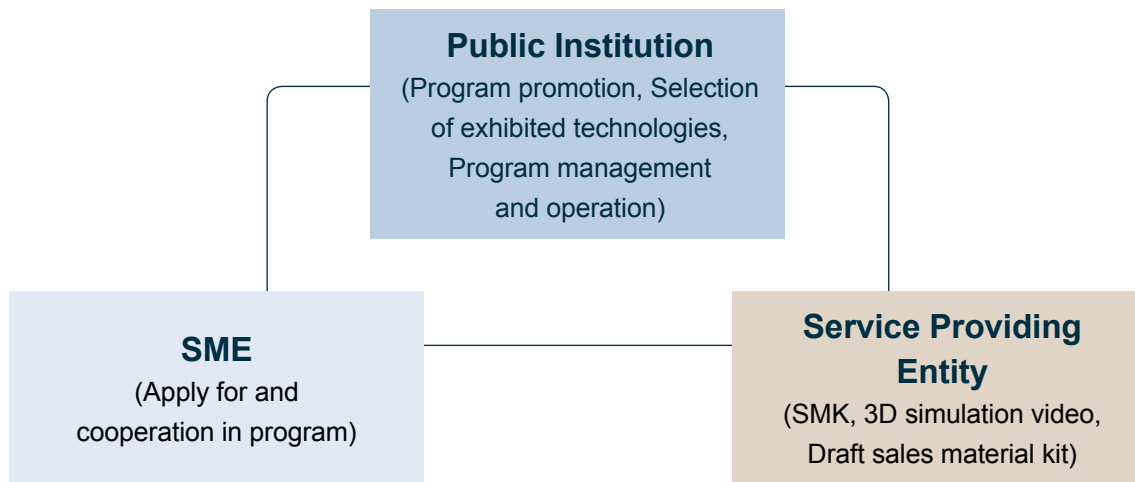 Public Institution
(Program promotion, Selection
of exhibited technologies,
Program management
and operation)
SME
(Apply for and
cooperation in program)
Service Providing
Entity
(SMK, 3D simulation video,
Draft sales material kit)